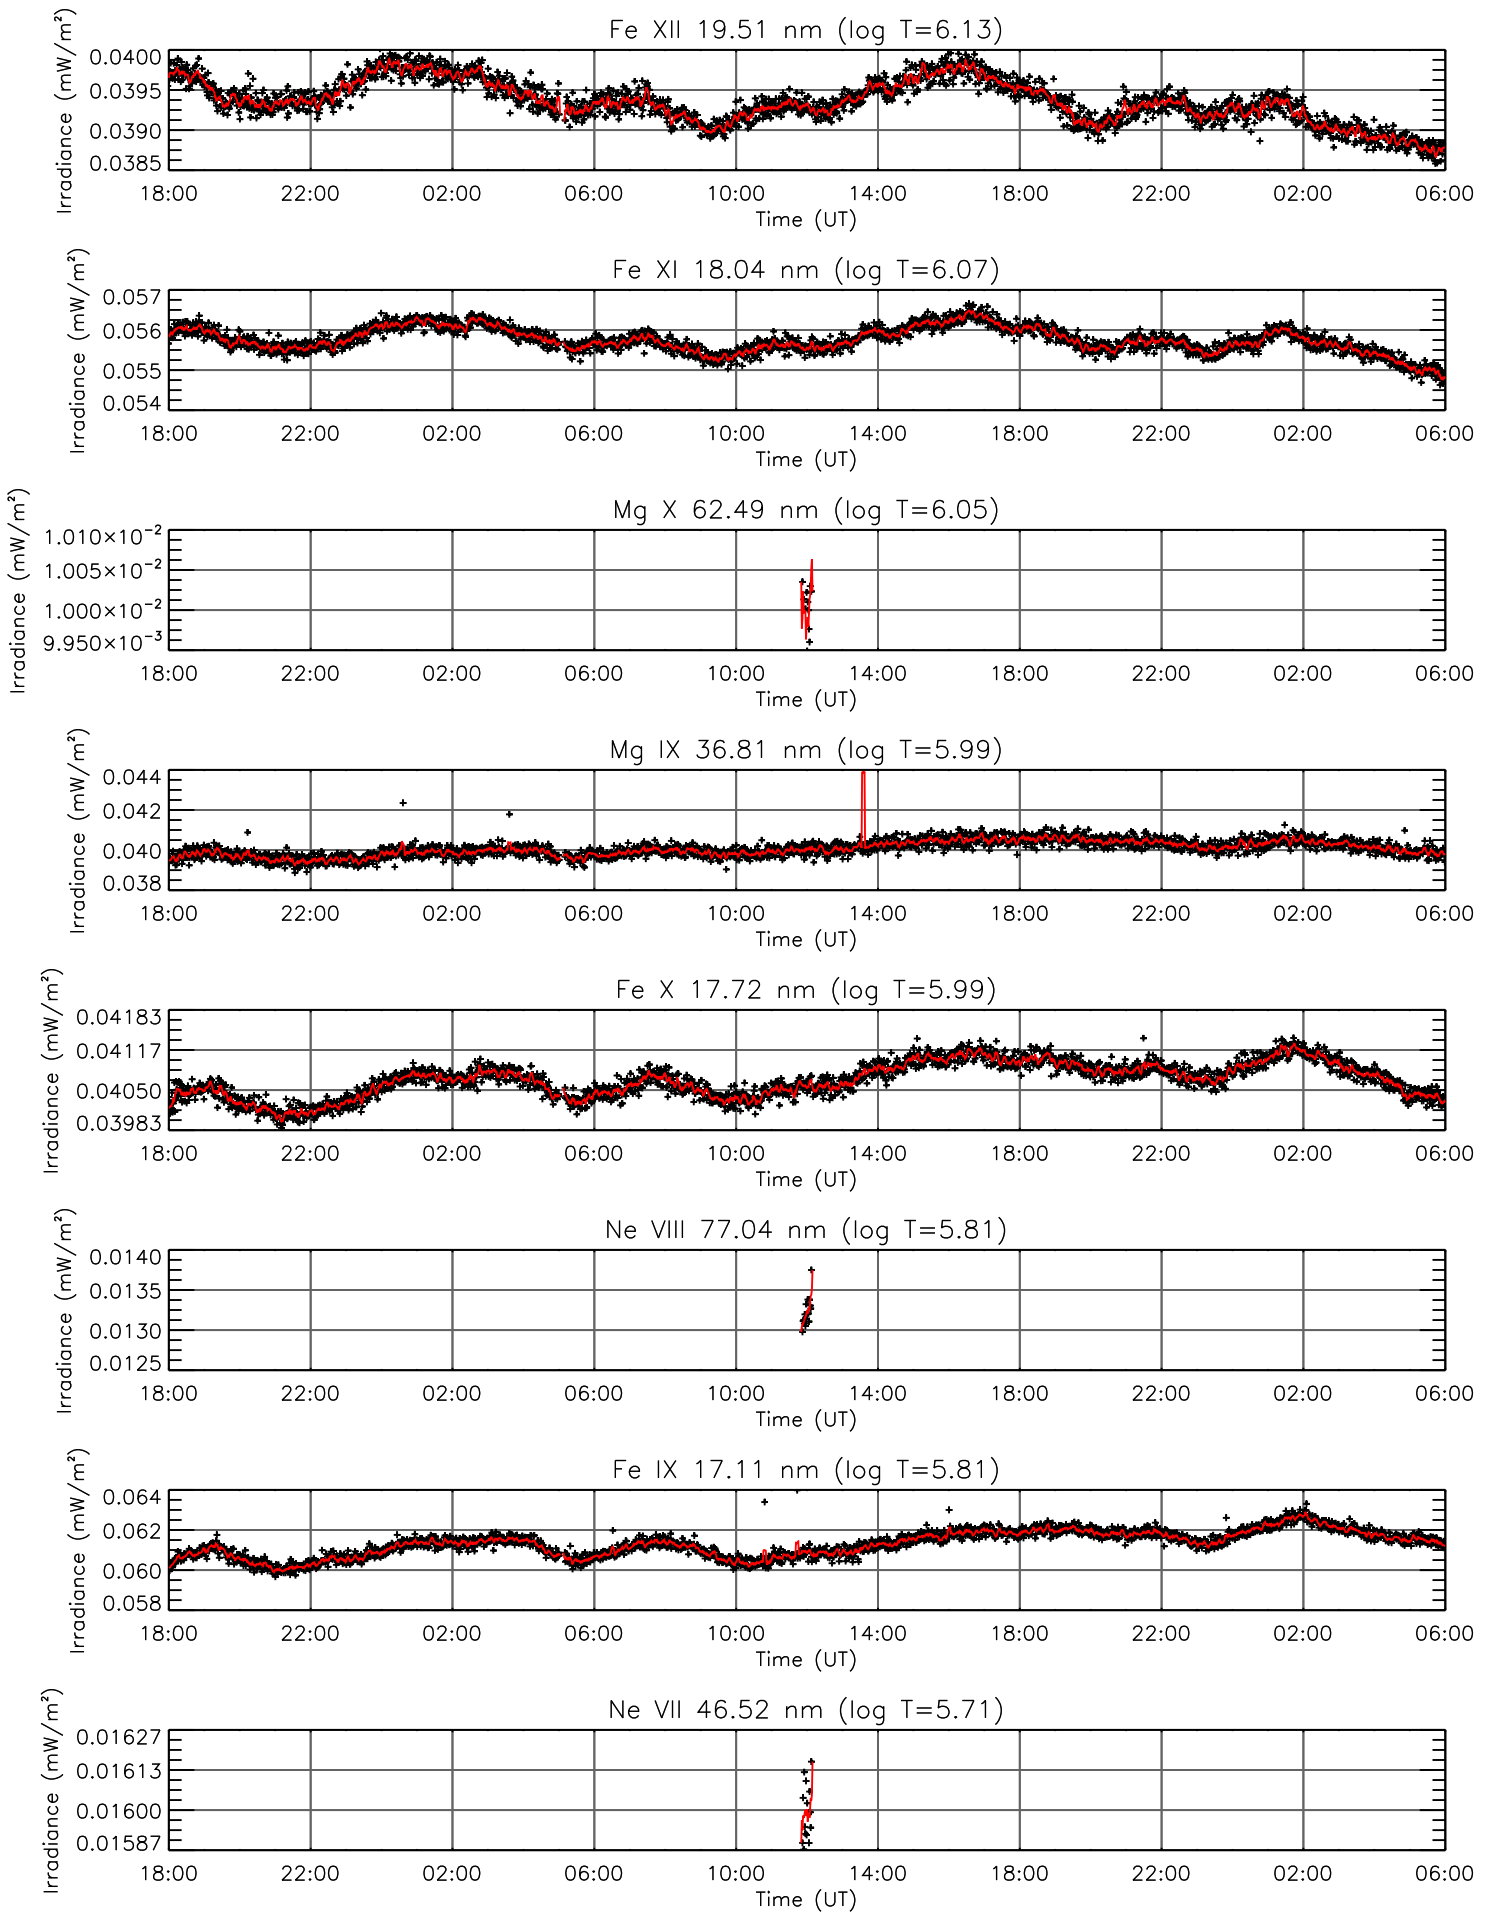 Fe XII 19.51 nm (log T=6.13)
Irradiance (mW/m²)
0.0400
0.0395
0.0390
0.0385
18:00 22:00 02:00 06:00 10:00 14:00 18:00 22:00 02:00 06:00
Time (UT)
Fe XI 18.04 nm (log T=6.07)
Irradiance (mW/m²)
0.057
0.056
0.055
0.054
18:00 22:00 02:00 06:00 10:00 14:00 18:00 22:00 02:00 06:00
Time (UT)
Mg X 62.49 nm (log T=6.05)
Irradiance (mW/m²)
1.010×10⁻²
1.005×10⁻²
1.000×10⁻²
9.950×10⁻³
18:00 22:00 02:00 06:00 10:00 14:00 18:00 22:00 02:00 06:00
Time (UT)
Mg IX 36.81 nm (log T=5.99)
Irradiance (mW/m²)
0.044
0.042
0.040
0.038
18:00 22:00 02:00 06:00 10:00 14:00 18:00 22:00 02:00 06:00
Time (UT)
Fe X 17.72 nm (log T=5.99)
Irradiance (mW/m²)
0.04183
0.04117
0.04050
0.03983
18:00 22:00 02:00 06:00 10:00 14:00 18:00 22:00 02:00 06:00
Time (UT)
Ne VIII 77.04 nm (log T=5.81)
Irradiance (mW/m²)
0.0140
0.0135
0.0130
0.0125
18:00 22:00 02:00 06:00 10:00 14:00 18:00 22:00 02:00 06:00
Time (UT)
Fe IX 17.11 nm (log T=5.81)
Irradiance (mW/m²)
0.064
0.062
0.060
0.058
18:00 22:00 02:00 06:00 10:00 14:00 18:00 22:00 02:00 06:00
Time (UT)
Ne VII 46.52 nm (log T=5.71)
Irradiance (mW/m²)
0.01627
0.01613
0.01600
0.01587
18:00 22:00 02:00 06:00 10:00 14:00 18:00 22:00 02:00 06:00
Time (UT)